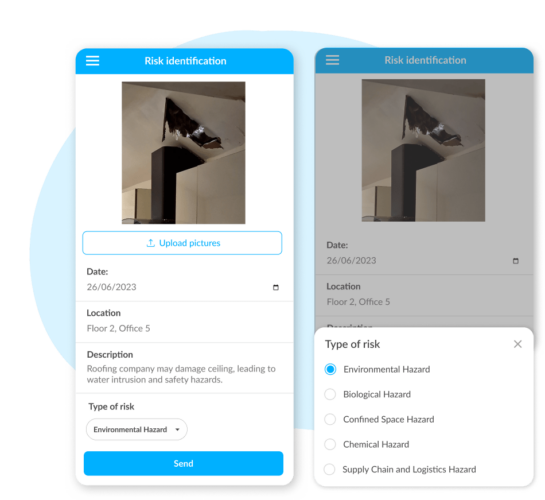 Risk identification
Upload pictures
Date:
26/06/2023
Location
Floor 2, Office 5
Description
Roofing company may damage ceiling, leading to
water intrusion and safety hazards.
Type of risk
Environmental Hazard
Send
Risk identification
Date:
26/06/2023
Location
Floor 2, Office 5
Description
Type of risk
Environmental Hazard
Biological Hazard
Confined Space Hazard
Chemical Hazard
Supply Chain and Logistics Hazard